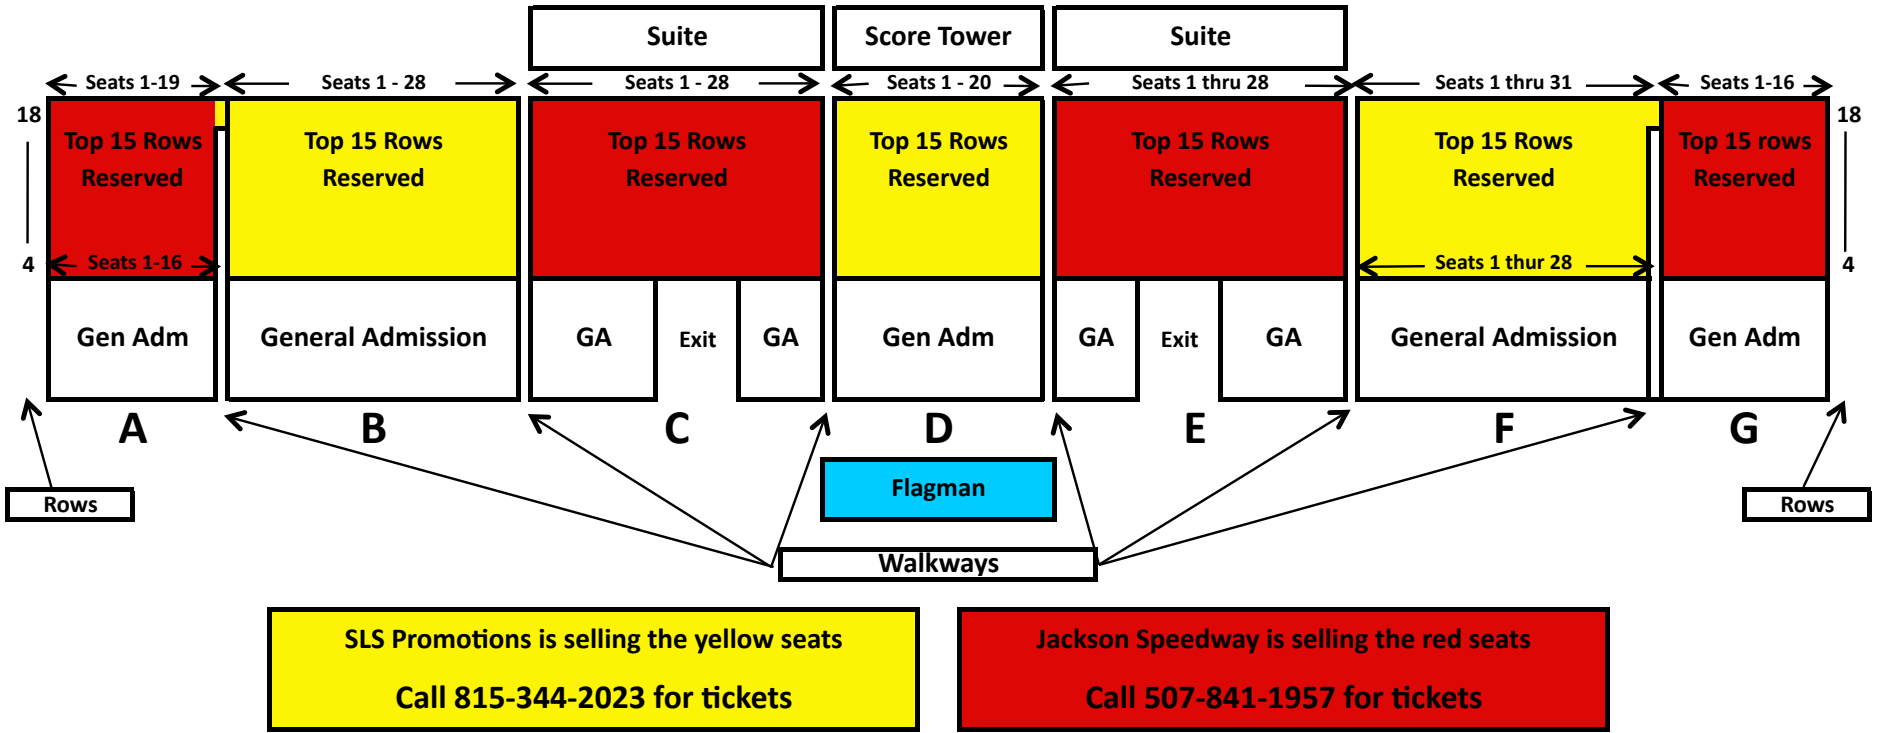 Suite
Score Tower
Suite
Seats 1-19
Seats 1 - 28
Seats 1 - 28
Seats 1 - 20
Seats 1 thru 28
Seats 1 thru 31
Seats 1-16
18
18
Top 15 Rows
Reserved
Top 15 Rows
Reserved
Top 15 Rows
Reserved
Top 15 Rows
Reserved
Top 15 Rows
Reserved
Top 15 Rows
Reserved
Top 15 rows
Reserved
4
Seats 1-16
Seats 1 thur 28
4
Gen Adm
General Admission
GA
Exit
GA
Gen Adm
GA
Exit
GA
General Admission
Gen Adm
A
B
C
D
E
F
G
Flagman
Rows
Rows
Walkways
SLS Promotions is selling the yellow seats
Call 815-344-2023 for tickets
Jackson Speedway is selling the red seats
Call 507-841-1957 for tickets